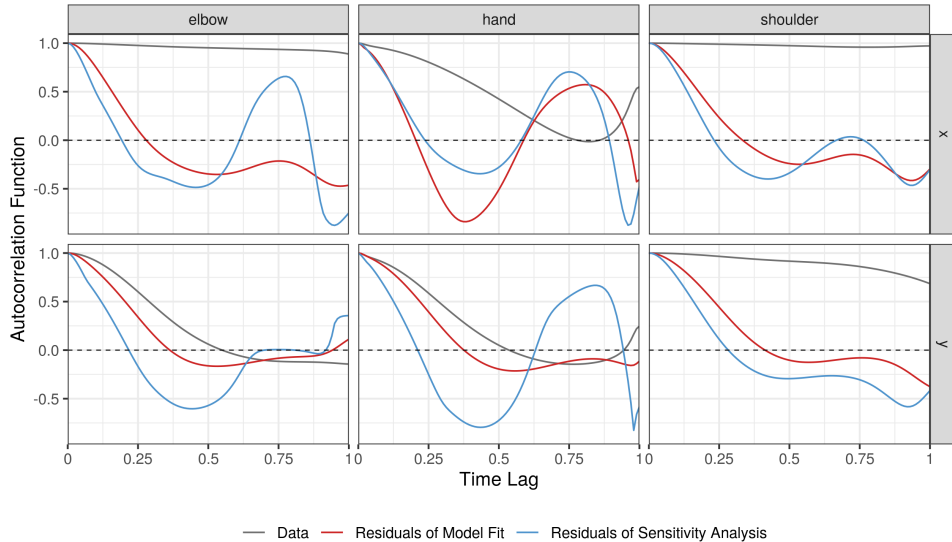 elbow hand shoulder
1.0
0.5
0.0
-0.5
x
1.0
0.5
0.0
-0.5
y
Autocorrelation Function
0 0.25 0.5 0.75 1 0 0.25 0.5 0.75 1 0 0.25 0.5 0.75 1
Time Lag
Data Residuals of Model Fit Residuals of Sensitivity Analysis